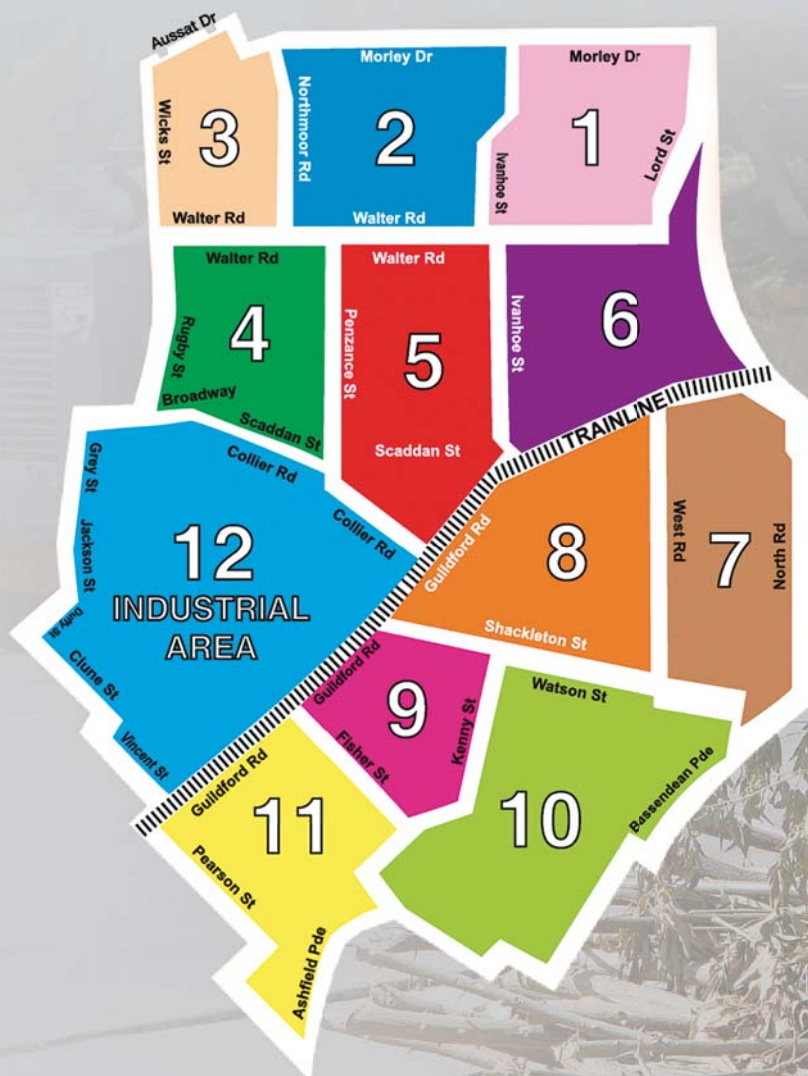 Aussat Dr
Wicks St
3
Walter Rd
Northmoor Rd
Morley Dr
2
Walter Rd
Morley Dr
1
Ivanhoe St
Lord St
Walter Rd
4
Rugby St
Broadway
Scaddan St
Walter Rd
Penzance St
5
Scaddan St
Ivanhoe St
6
TRAINLINE
Grey St
Jackson St
Collier Rd
Collier Rd
12
INDUSTRIAL
AREA
Duffy St
Clune St
Vincent St
Guildford Rd
8
Shackleton St
West Rd
7
North Rd
Guildford Rd
9
Fisher St
Kenny St
Watson St
10
Bassendean Pde
Guildford Rd
11
Pearson St
Ashfield Pde